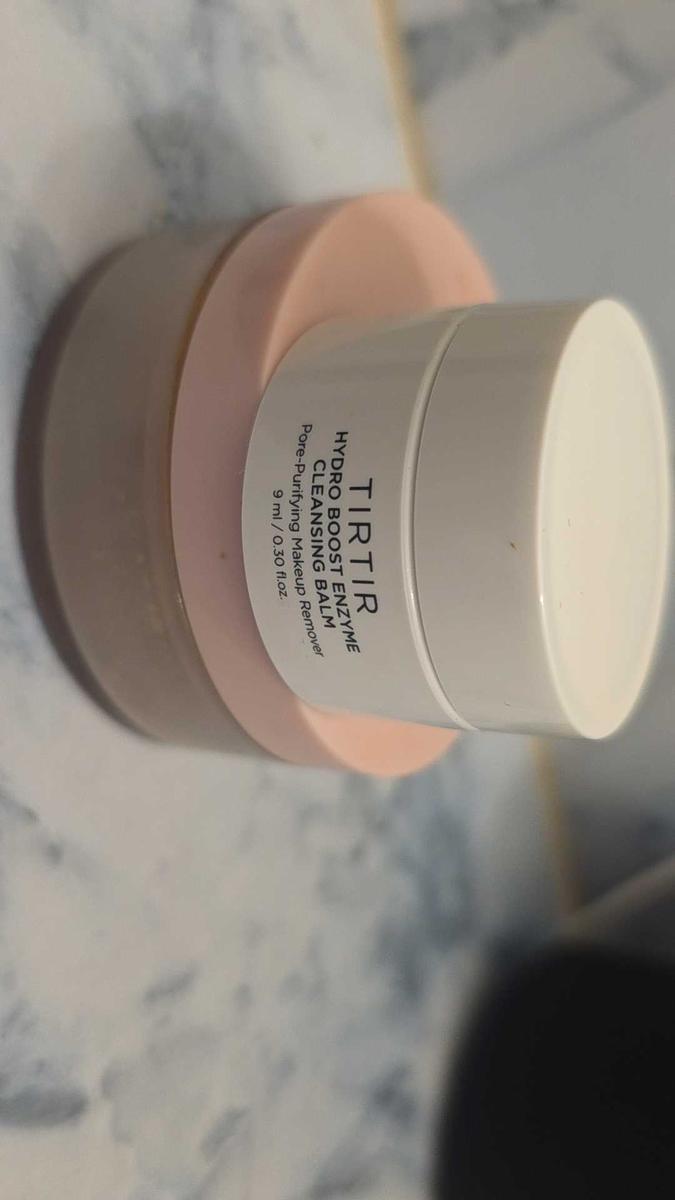 TIRTIR
HYDRO BOOST ENZYME
CLEANSING BALM
Pore-Purifying Makeup Remover
9 ml / 0.30 fl.oz.